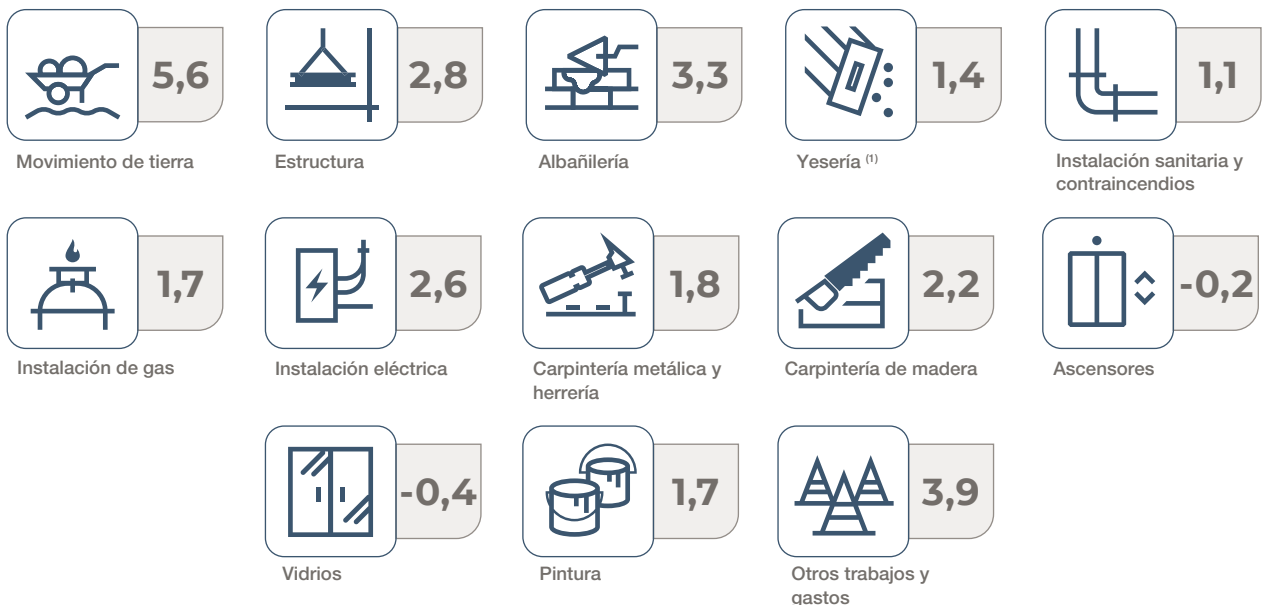 5,6
Movimiento de tierra
2,8
Estructura
3,3
Albañilería
1,4
Yesería (1)
1,1
Instalación sanitaria y
contraincendios
1,7
Instalación de gas
2,6
Instalación eléctrica
1,8
Carpintería metálica y
herrería
2,2
Carpintería de madera
-0,2
Ascensores
-0,4
Vidrios
1,7
Pintura
3,9
Otros trabajos y
gastos